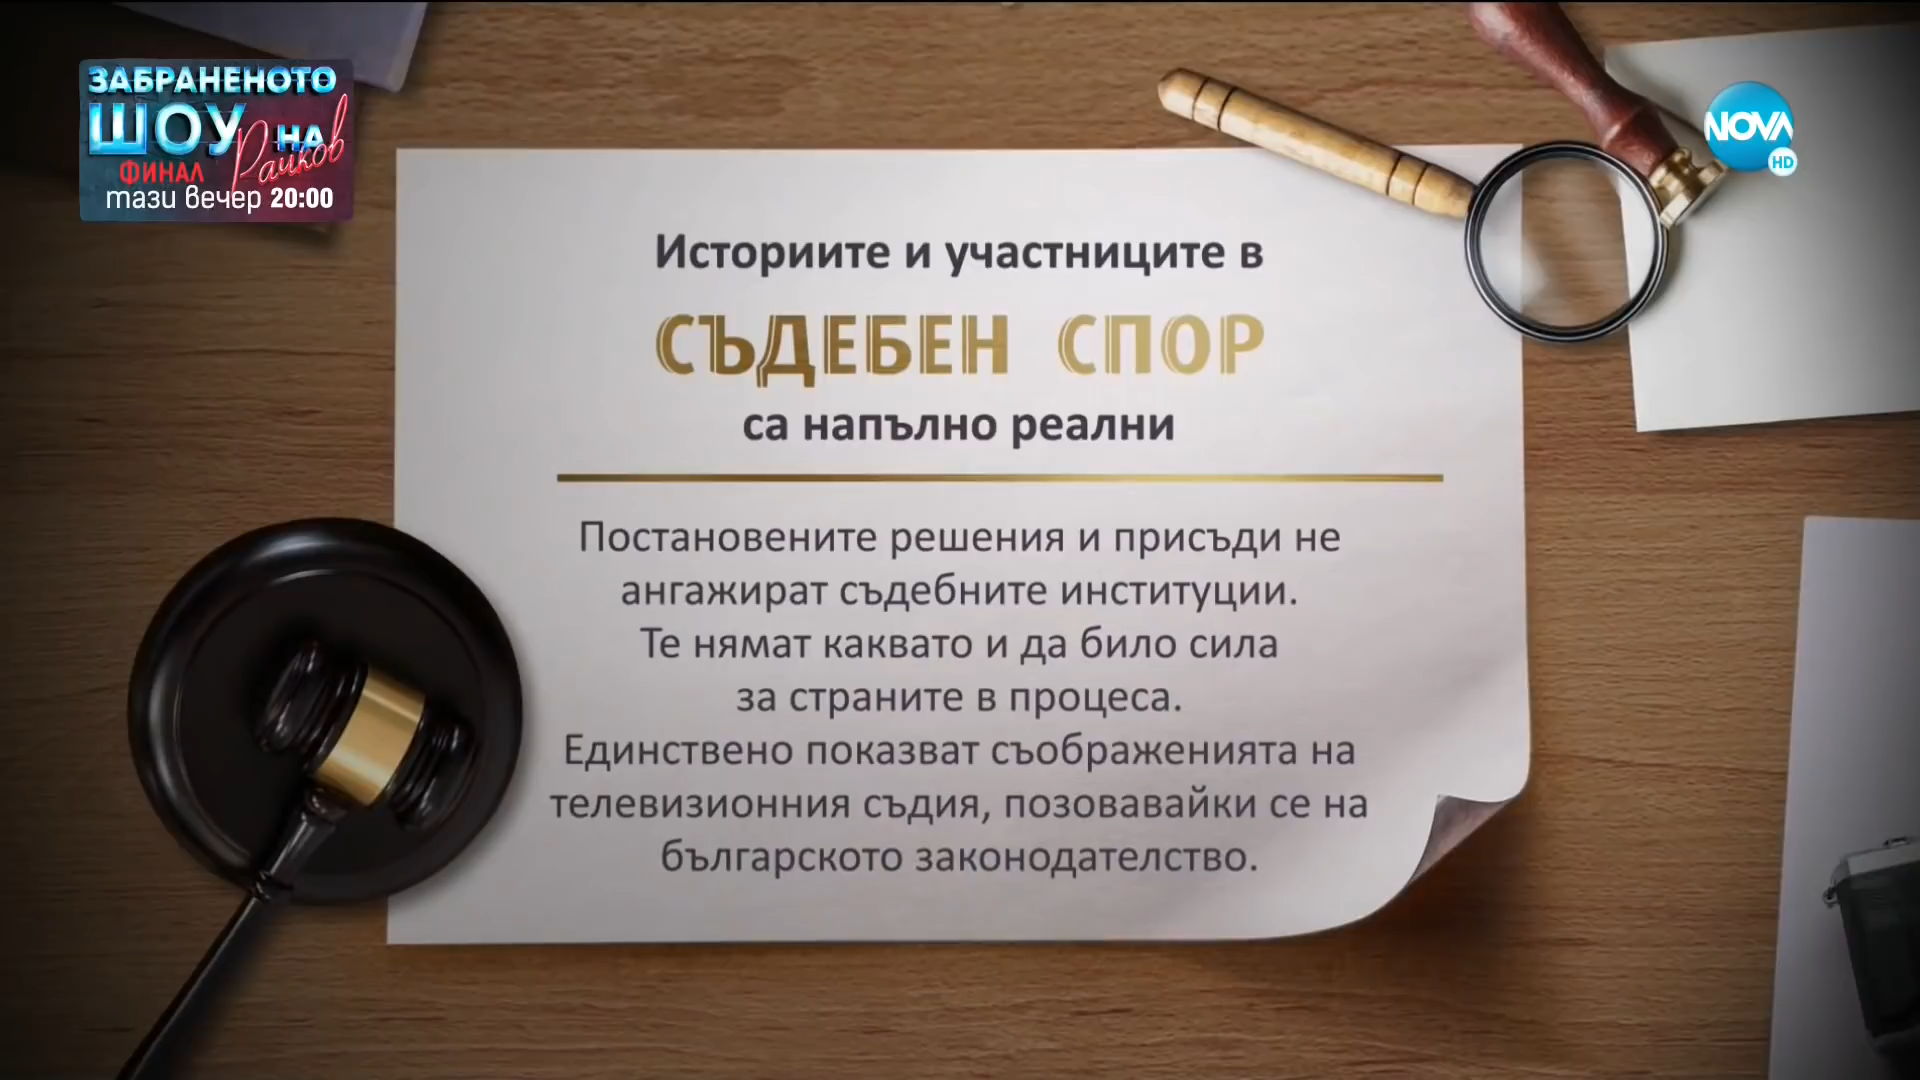 ЗАБРАНЕНОТО
ШОУ НА
ФИНАЛ Рашков
тази вечер 20:00
NOVA
HD
Историите и участниците в
СЪДЕБЕН СПОР
са напълно реални
Постановените решения и присъди не
ангажират съдебните институции.
Те нямат каквато и да било сила
за страните в процеса.
Единствено показват съображенията на
телевизионния съдия, позовавайки се на
българското законодателство.